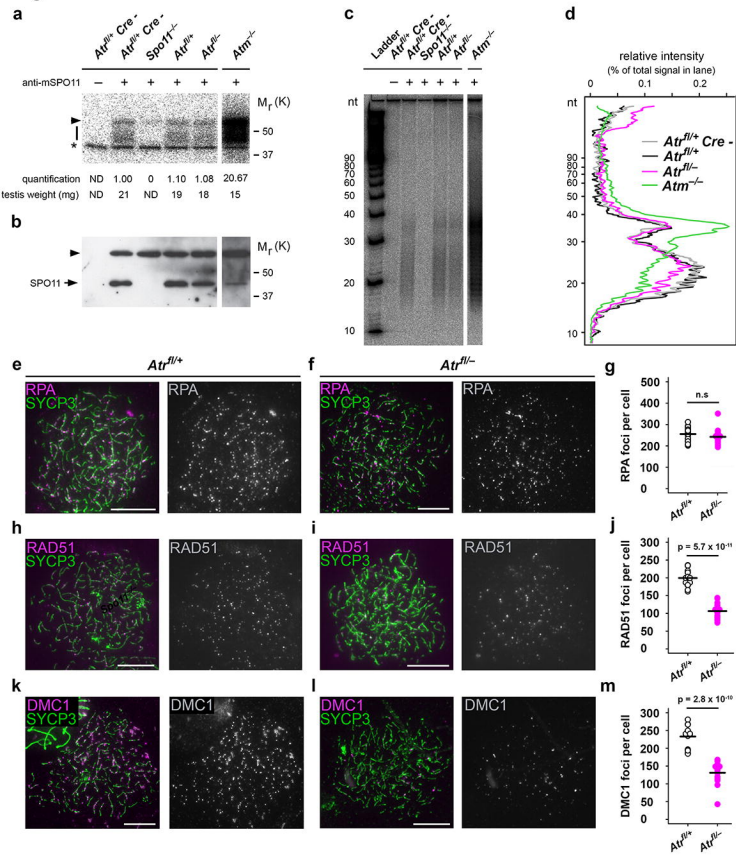 a
Atr fl/+ Cre -
Atr fl/+ Cre -
Spo11 –/–
Atr fl/+
Atr fl/–
Atm –/–
anti-mSPO11 – + + + + +
Mr (K)
50
*
37
quantification ND 1.00 0 1.10 1.08 20.67
testis weight (mg) ND 21 ND 19 18 15
b
Mr (K)
50
SPO11
37
c
Ladder
Atr fl/+ Cre -
Atr fl/+ Cre -
Spo11 –/–
Atr fl/+
Atr fl/–
Atm –/–
nt – + + + + +
90
80
70
60
50
40
30
20
10
d
relative intensity
(% of total signal in lane)
0 0.1 0.2
nt
90
80
70
60
50
40
30
20
10
Atr fl/+ Cre -
Atr fl/+
Atr fl/–
Atm –/–
Atr fl/+
Atr fl/–
e
RPA
SYCP3
RPA
f
RPA
SYCP3
RPA
g
RPA foci per cell
500
400
300
200
100
0
n.s
Atr fl/+
Atr fl/–
h
RAD51
SYCP3
RAD51
i
RAD51
SYCP3
RAD51
j
p = 5.7 x 10 -11
RAD51 foci per cell
300
250
200
150
100
50
0
Atr fl/+
Atr fl/–
k
DMC1
SYCP3
DMC1
l
DMC1
SYCP3
DMC1
m
p = 2.8 x 10 -10
DMC1 foci per cell
300
250
200
150
100
50
0
Atr fl/+
Atr fl/–